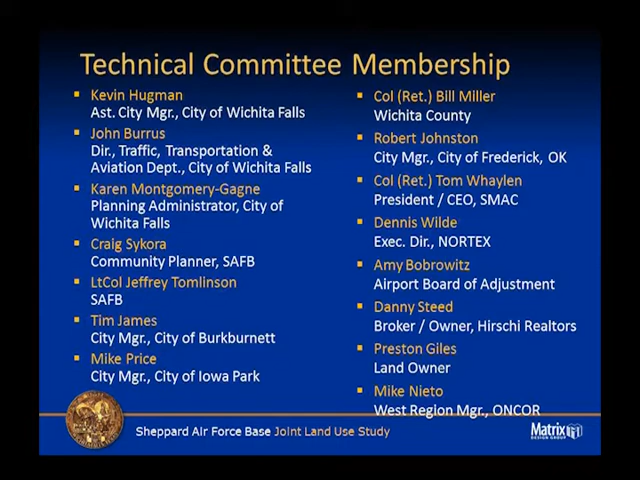 Technical Committee Membership
Kevin Hugman
Ast. City Mgr., City of Wichita Falls
John Burrus
Dir., Traffic, Transportation &
Aviation Dept., City of Wichita Falls
Karen Montgomery-Gagne
Planning Administrator, City of
Wichita Falls
Craig Sykora
Community Planner, SAFB
LtCol Jeffrey Tomlinson
SAFB
Tim James
City Mgr., City of Burkburnett
Mike Price
City Mgr., City of Iowa Park
Col (Ret.) Bill Miller
Wichita County
Robert Johnston
City Mgr., City of Frederick, OK
Col (Ret.) Tom Whaylen
President / CEO, SMAC
Dennis Wilde
Exec. Dir., NORTEX
Amy Bobrowitz
Airport Board of Adjustment
Danny Steed
Broker / Owner, Hirschi Realtors
Preston Giles
Land Owner
Mike Nieto
West Region Mgr., ONCOR
Sheppard Air Force Base Joint Land Use Study
Matrix
DESIGN GROUP